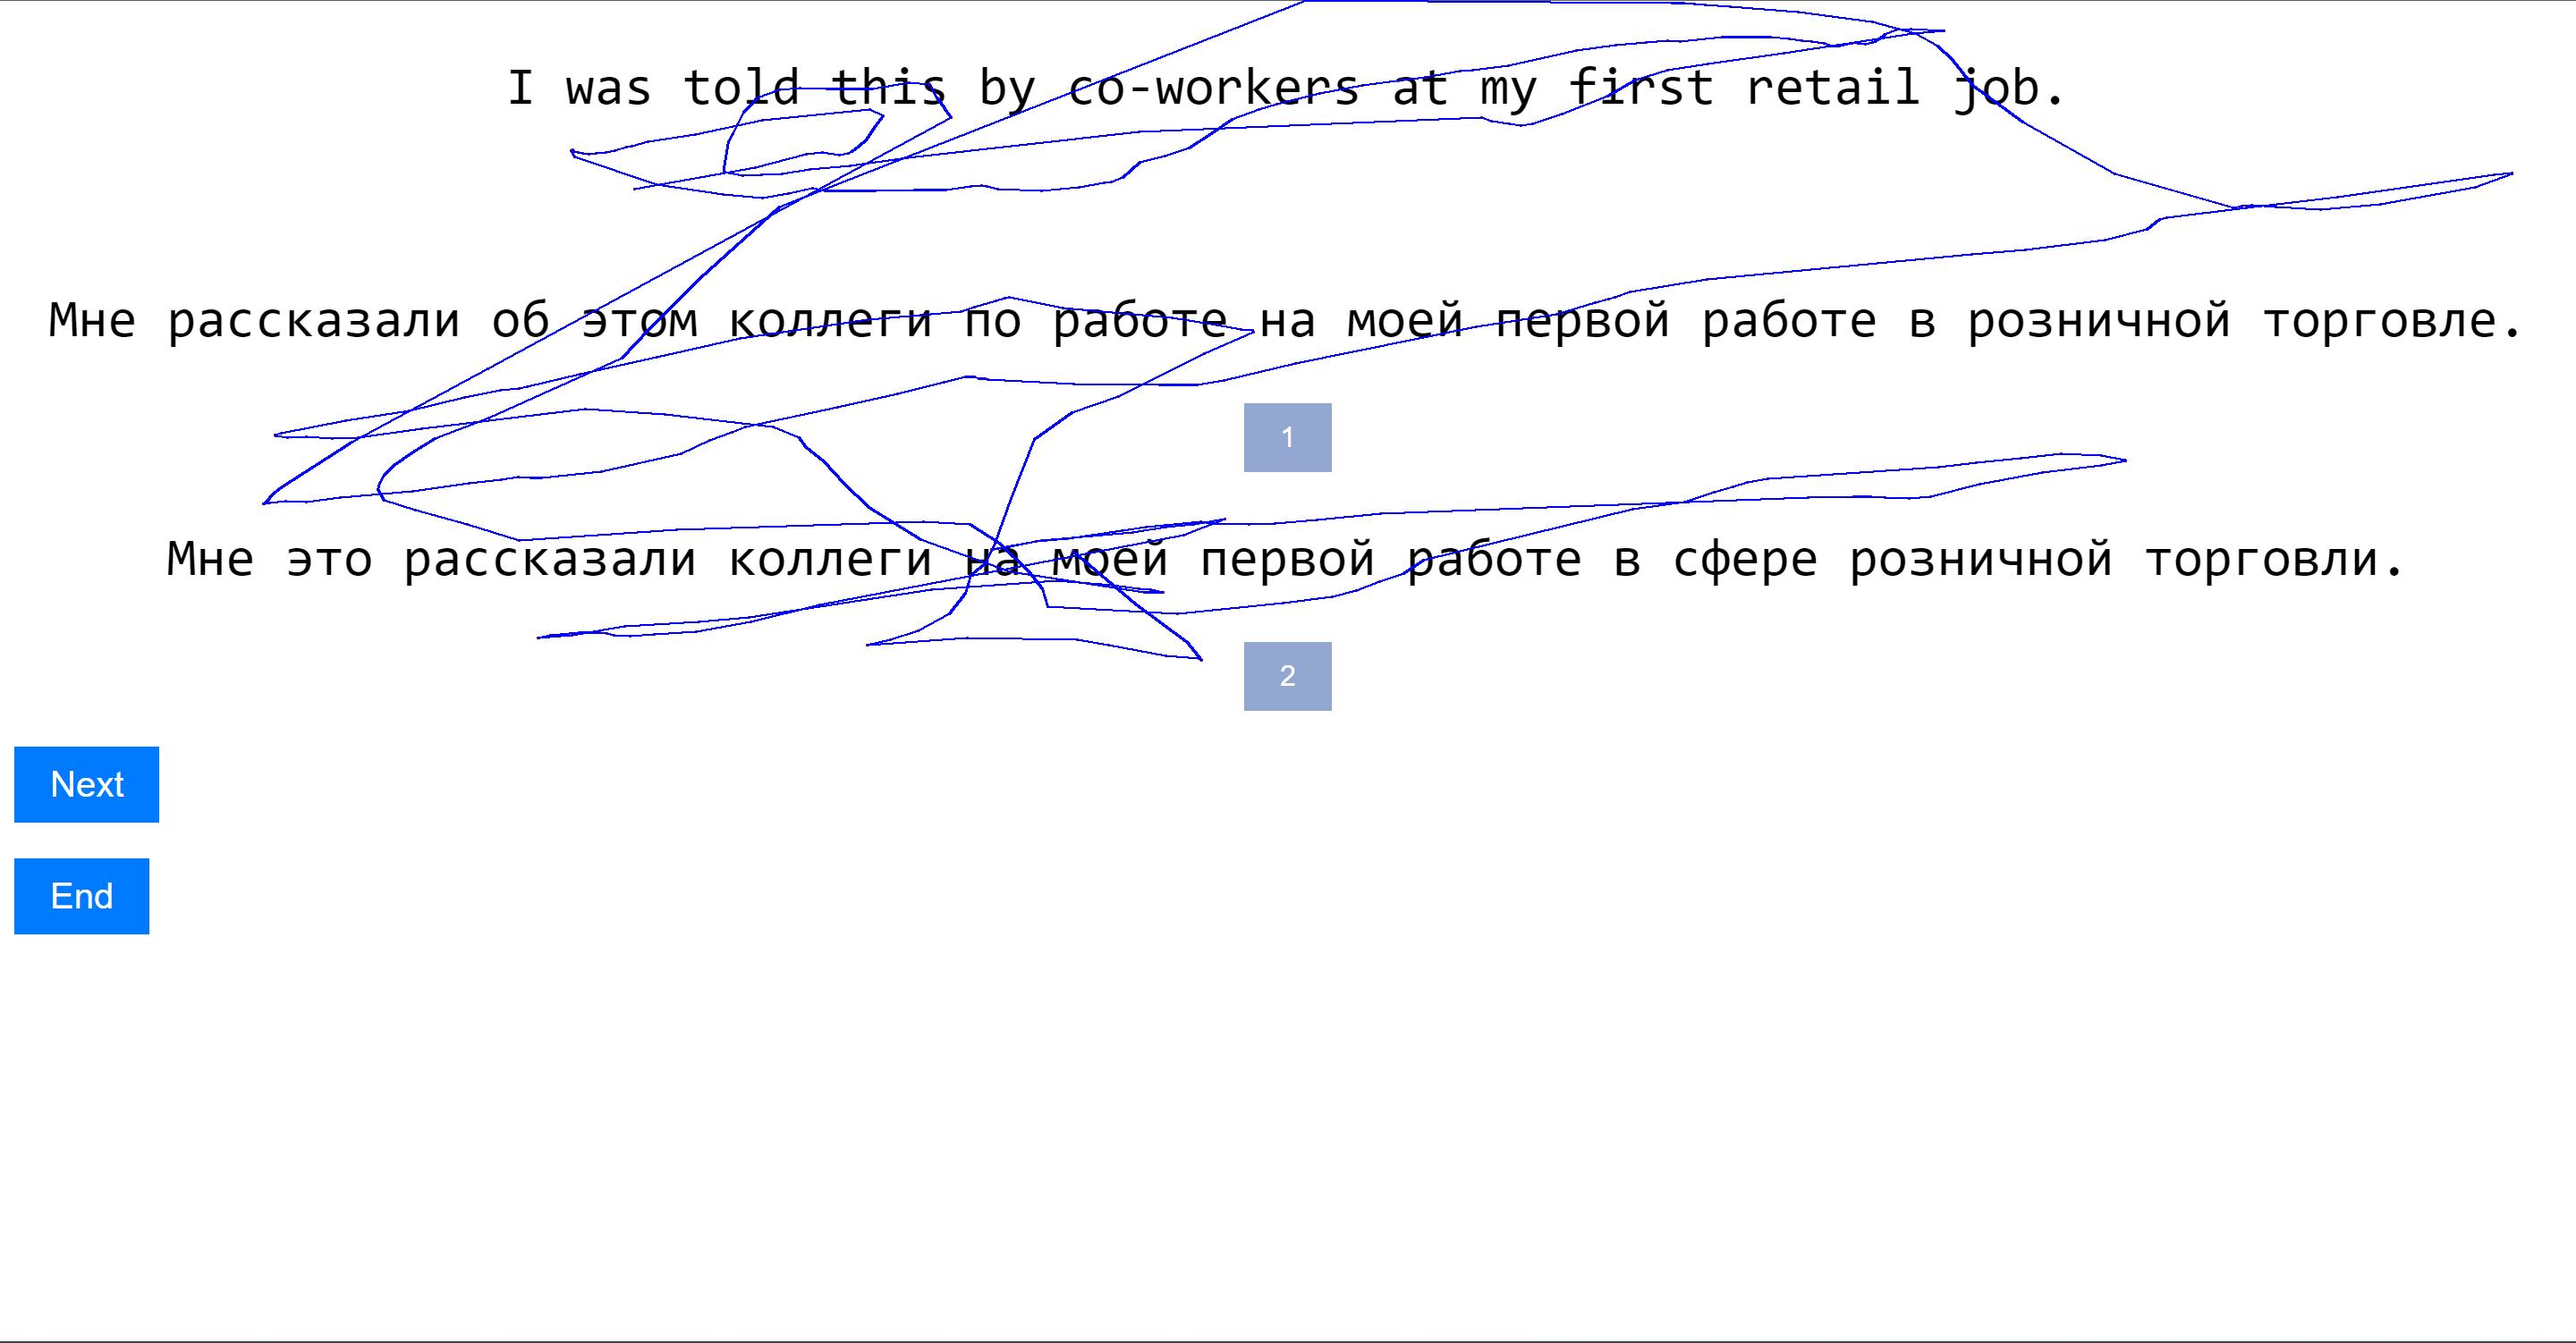 I was told this by co-workers at my first retail job.
Мне рассказали об этом коллеги по работе на моей первой работе в розничной торговле.
1
Мне это рассказали коллеги на моей первой работе в сфере розничной торговли.
2
Next
End